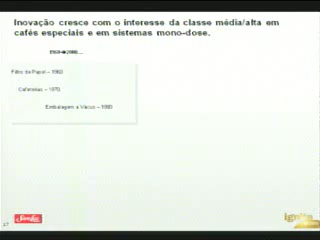 Inovação cresce com o interesse da classe média/alta em
cafés especiais e em sistemas mono-dose.
Filtro de Papel – 1960
Cafeteiras – 1970
Embalagem a Vácuo – 1980
27